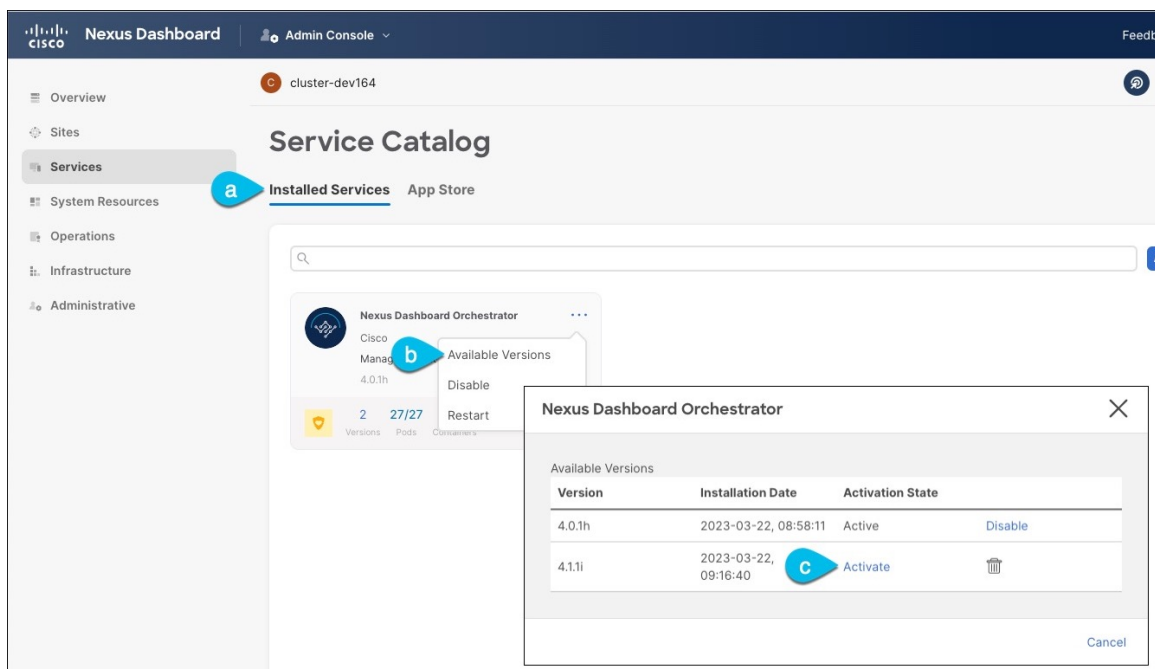 CISCO Nexus Dashboard Admin Console Feedb
C cluster-dev164
Overview
Sites
Services
System Resources
Operations
Infrastructure
Administrative
Service Catalog
a Installed Services App Store
Nexus Dashboard Orchestrator ...
Cisco
Manag
4.0.1h
b Available Versions
Disable
Restart
2 27/27
Versions Pods Containers
Nexus Dashboard Orchestrator
Available Versions
Version Installation Date Activation State
4.0.1h 2023-03-22, 08:58:11 Active Disable
4.1.1i 2023-03-22, 09:16:40 c Activate
Cancel